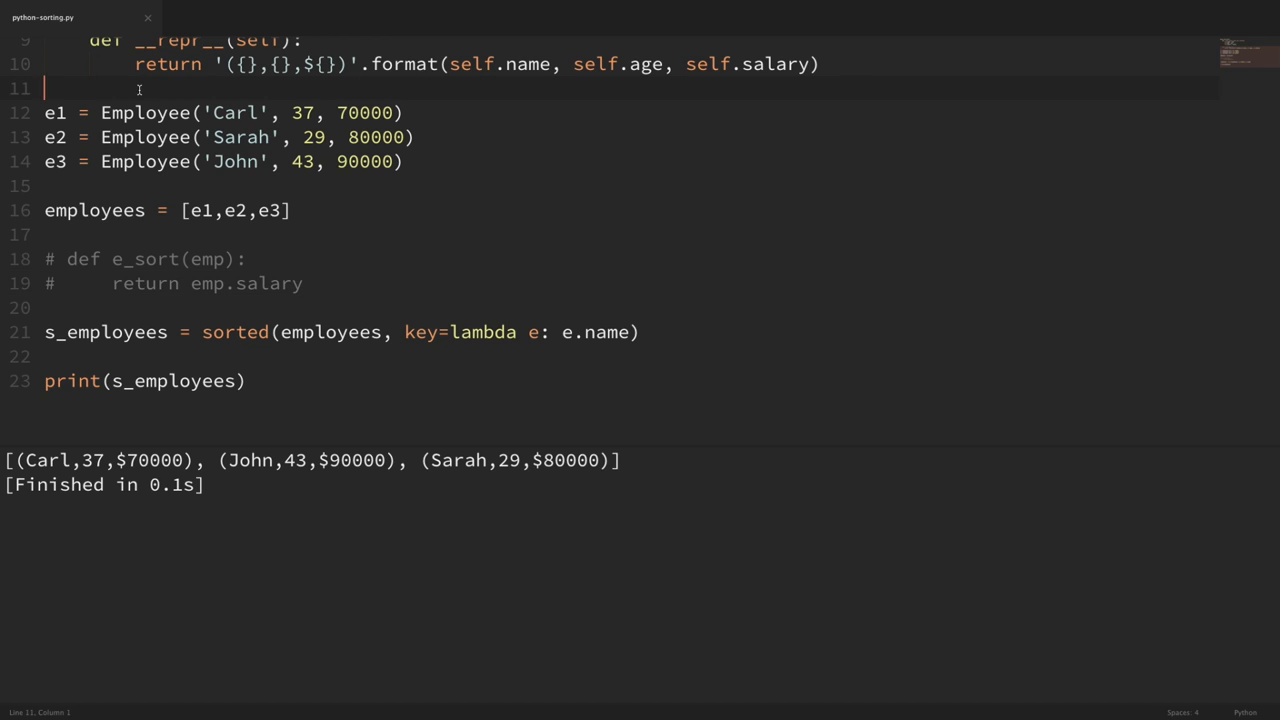 python-sorting.py ×
9     def __repr__(self):
10         return '({},{},${})'.format(self.name, self.age, self.salary)
11
12 e1 = Employee('Carl', 37, 70000)
13 e2 = Employee('Sarah', 29, 80000)
14 e3 = Employee('John', 43, 90000)
15
16 employees = [e1,e2,e3]
17
18 # def e_sort(emp):
19 #     return emp.salary
20
21 s_employees = sorted(employees, key=lambda e: e.name)
22
23 print(s_employees)
[(Carl,37,$70000), (John,43,$90000), (Sarah,29,$80000)]
[Finished in 0.1s]
Line 11, Column 1 Spaces: 4 Python